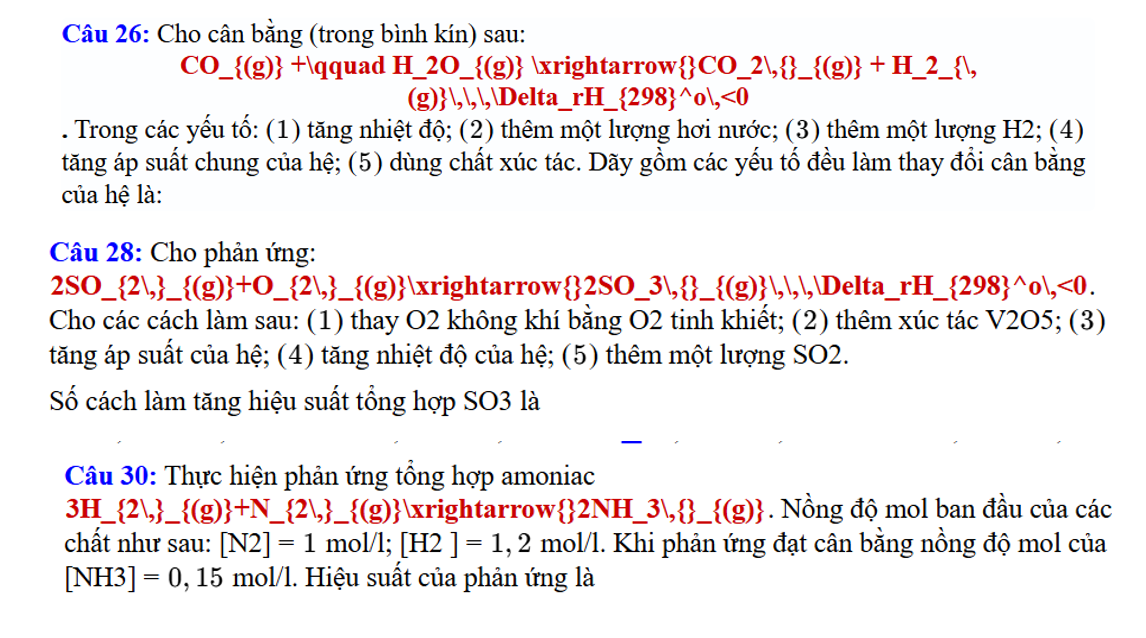 Câu 26: Cho cân bằng (trong bình kín) sau:
CO_{(g)} +\qquad H_2O_{(g)} \xrightarrow{}CO_2\,{}_{(g)} + H_2_{\,
(g)}\,\,\,\Delta_rH_{298}^o\,<0
. Trong các yếu tố: (1) tăng nhiệt độ; (2) thêm một lượng hơi nước; (3) thêm một lượng H2; (4)
tăng áp suất chung của hệ; (5) dùng chất xúc tác. Dãy gồm các yếu tố đều làm thay đổi cân bằng
của hệ là:
Câu 28: Cho phản ứng:
2SO_{2\,}_{(g)}+O_{2\,}_{(g)}\xrightarrow{}2SO_3\,{}_{(g)}\,\,\,\Delta_rH_{298}^o\,<0.
Cho các cách làm sau: (1) thay O2 không khí bằng O2 tinh khiết; (2) thêm xúc tác V2O5; (3)
tăng áp suất của hệ; (4) tăng nhiệt độ của hệ; (5) thêm một lượng SO2.
Số cách làm tăng hiệu suất tổng hợp SO3 là
Câu 30: Thực hiện phản ứng tổng hợp amoniac
3H_{2\,}_{(g)}+N_{2\,}_{(g)}\xrightarrow{}2NH_3\,{}_{(g)}. Nồng độ mol ban đầu của các
chất như sau: [N2] = 1 mol/l; [H2 ] = 1, 2 mol/l. Khi phản ứng đạt cân bằng nồng độ mol của
[NH3] = 0, 15 mol/l. Hiệu suất của phản ứng là